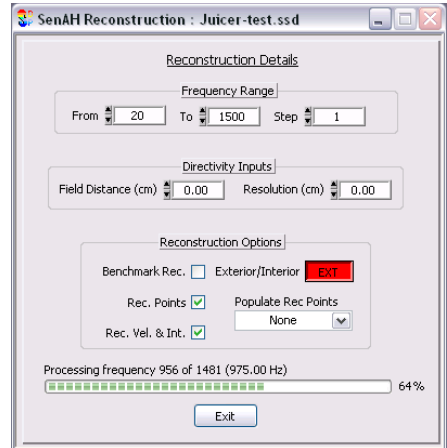 SenAH Reconstruction : Juicer-test.ssd
Reconstruction Details
Frequency Range
From 20 To 1500 Step 1
Directivity Inputs
Field Distance (cm) 0.00 Resolution (cm) 0.00
Reconstruction Options
Benchmark Rec. Exterior/Interior EXT
Rec. Points Populate Rec Points
None
Rec. Vel. & Int.
Processing frequency 956 of 1481 (975.00 Hz)
64%
Exit